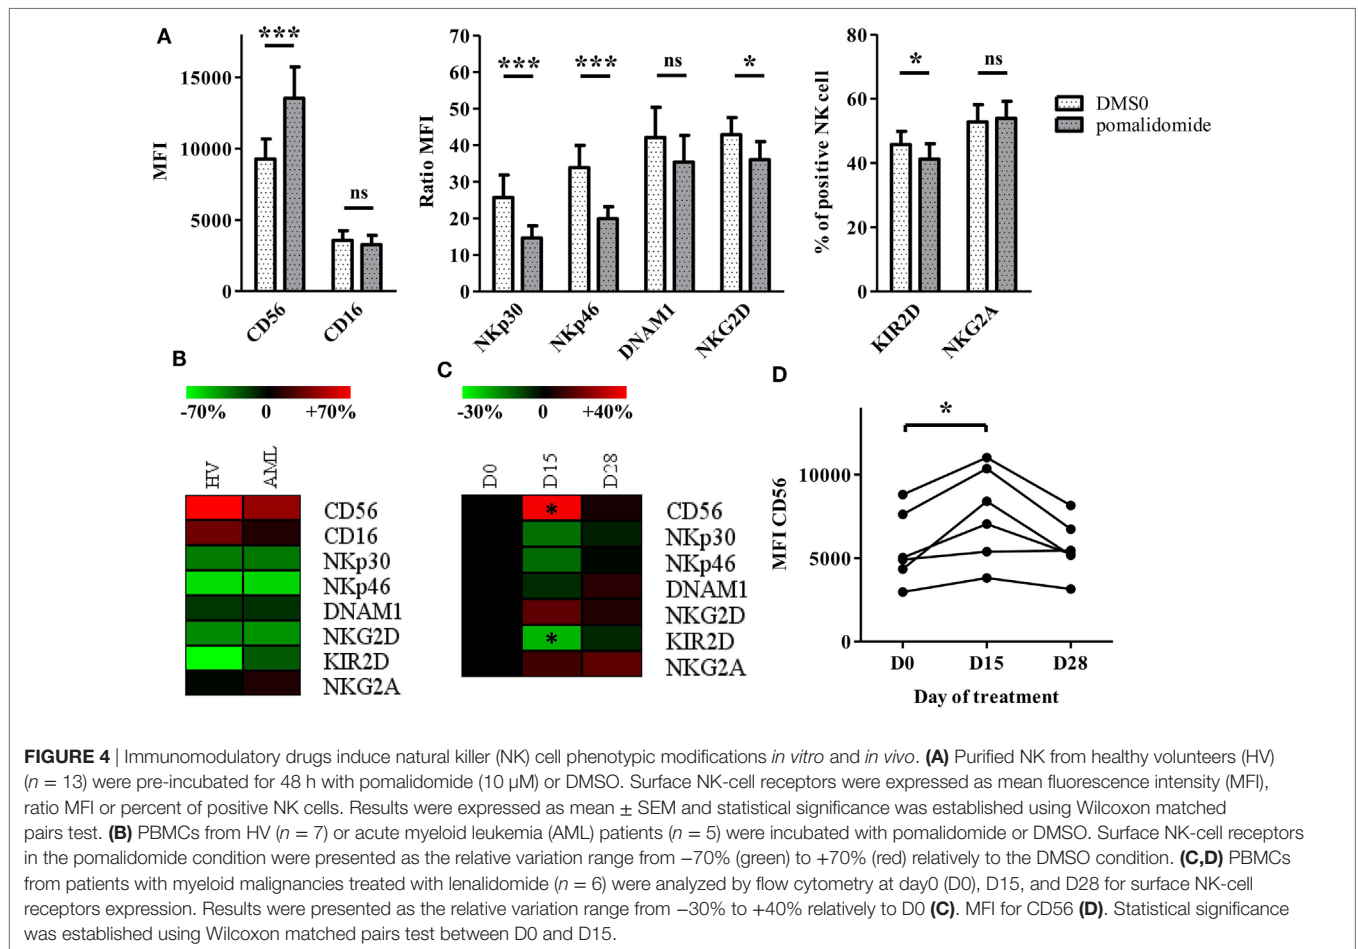 A
***
15000
10000
5000
0
MFI
ns
CD56
CD16
70
60
50
40
30
20
10
0
Ratio MFI
***
***
ns
*
NKp30
NKp46
DNAM1
NKG2D
80
60
40
20
0
% of positive NK cell
*
ns
KIR2D
NKG2A
DMS0
pomalidomide
B
-70% 0 +70%
HV AML
CD56
CD16
NKp30
NKp46
DNAM1
NKG2D
KIR2D
NKG2A
C
-30% 0 +40%
D0 D15 D28
*
CD56
NKp30
NKp46
DNAM1
NKG2D
*
KIR2D
NKG2A
D
*
10000
5000
0
MFI CD56
D0 D15 D28
Day of treatment
FIGURE 4 | Immunomodulatory drugs induce natural killer (NK) cell phenotypic modifications in vitro and in vivo. (A) Purified NK from healthy volunteers (HV)
(n = 13) were pre-incubated for 48 h with pomalidomide (10 µM) or DMSO. Surface NK-cell receptors were expressed as mean fluorescence intensity (MFI),
ratio MFI or percent of positive NK cells. Results were expressed as mean ± SEM and statistical significance was established using Wilcoxon matched
pairs test. (B) PBMCs from HV (n = 7) or acute myeloid leukemia (AML) patients (n = 5) were incubated with pomalidomide or DMSO. Surface NK-cell receptors
in the pomalidomide condition were presented as the relative variation range from −70% (green) to +70% (red) relatively to the DMSO condition. (C,D) PBMCs
from patients with myeloid malignancies treated with lenalidomide (n = 6) were analyzed by flow cytometry at day0 (D0), D15, and D28 for surface NK-cell
receptors expression. Results were presented as the relative variation range from −30% to +40% relatively to D0 (C). MFI for CD56 (D). Statistical significance
was established using Wilcoxon matched pairs test between D0 and D15.